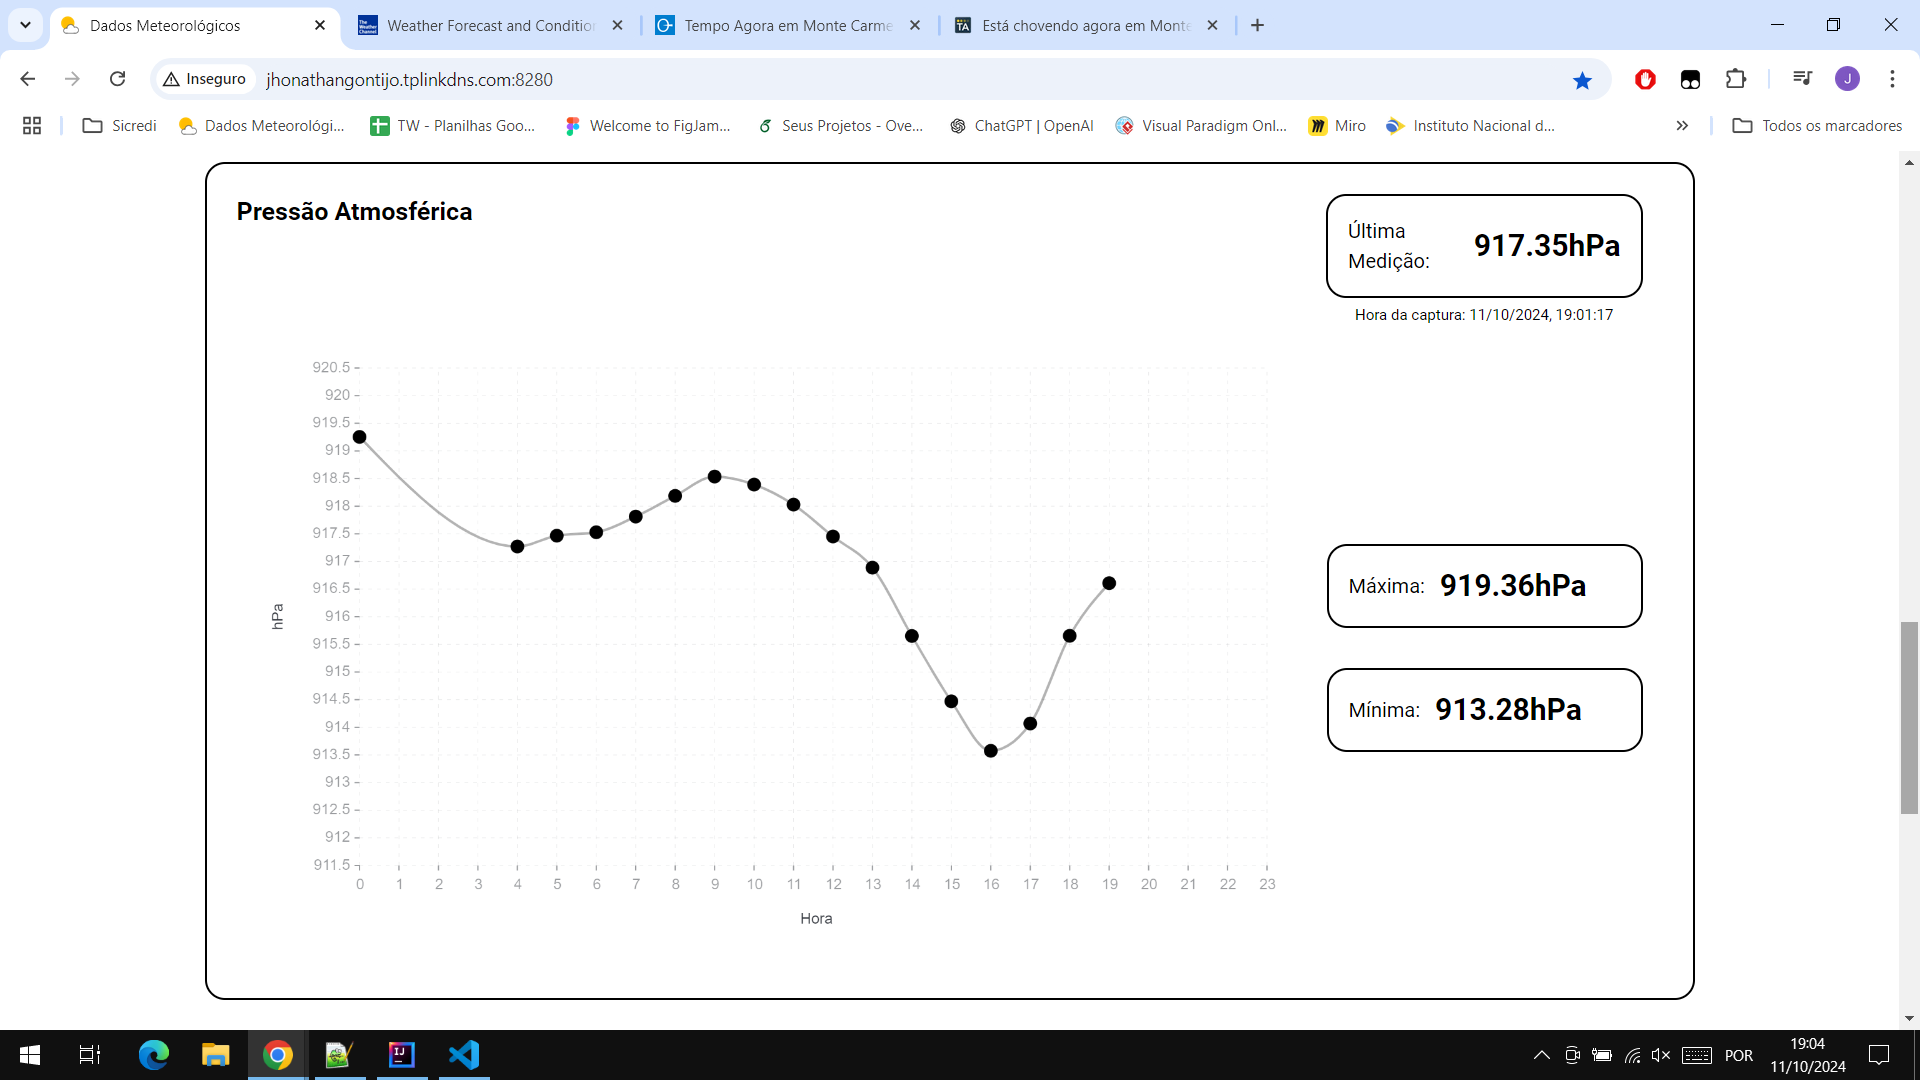 Dados Meteorológicos
Weather Forecast and Conditio
Tempo Agora em Monte Carme
Está chovendo agora em Monte
Inseguro
jhonathangontijo.tplinkdns.com:8280
J
Sicredi
Dados Meteorológi...
TW - Planilhas Goo...
Welcome to FigJam...
Seus Projetos - Ove...
ChatGPT | OpenAI
Visual Paradigm Onl...
Miro
Instituto Nacional d...
Todos os marcadores
Pressão Atmosférica
Última
Medição:
917.35hPa
Hora da captura: 11/10/2024, 19:01:17
920.5
920
919.5
919
918.5
918
917.5
917
916.5
916
915.5
915
914.5
914
913.5
913
912.5
912
911.5
hPa
0 1 2 3 4 5 6 7 8 9 10 11 12 13 14 15 16 17 18 19 20 21 22 23
Hora
Máxima: 919.36hPa
Mínima: 913.28hPa
POR
19:04
11/10/2024